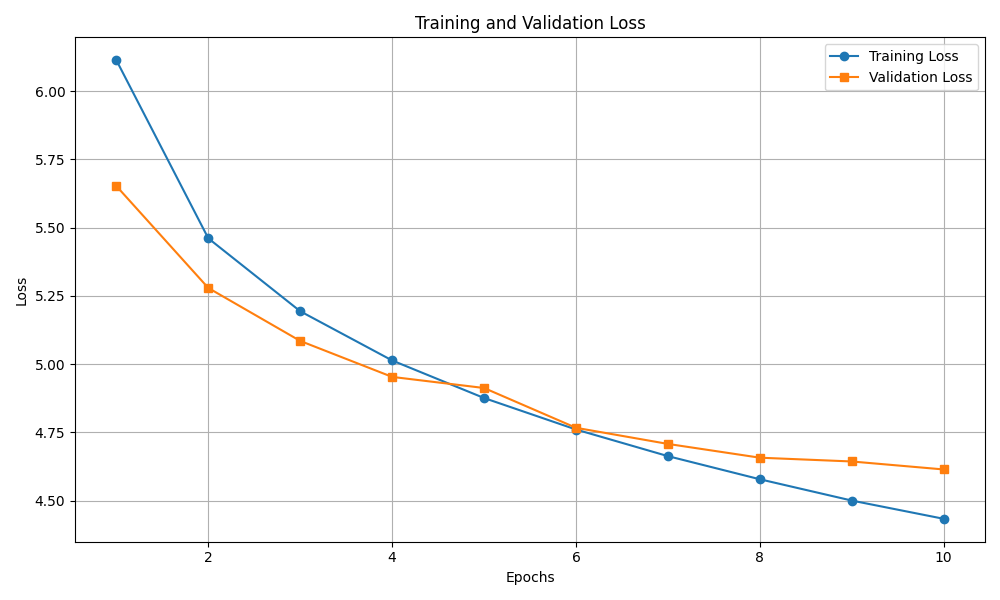 Training and Validation Loss
Training Loss
Validation Loss
6.00
5.75
5.50
5.25
5.00
4.75
4.50
Loss
2 4 6 8 10
Epochs